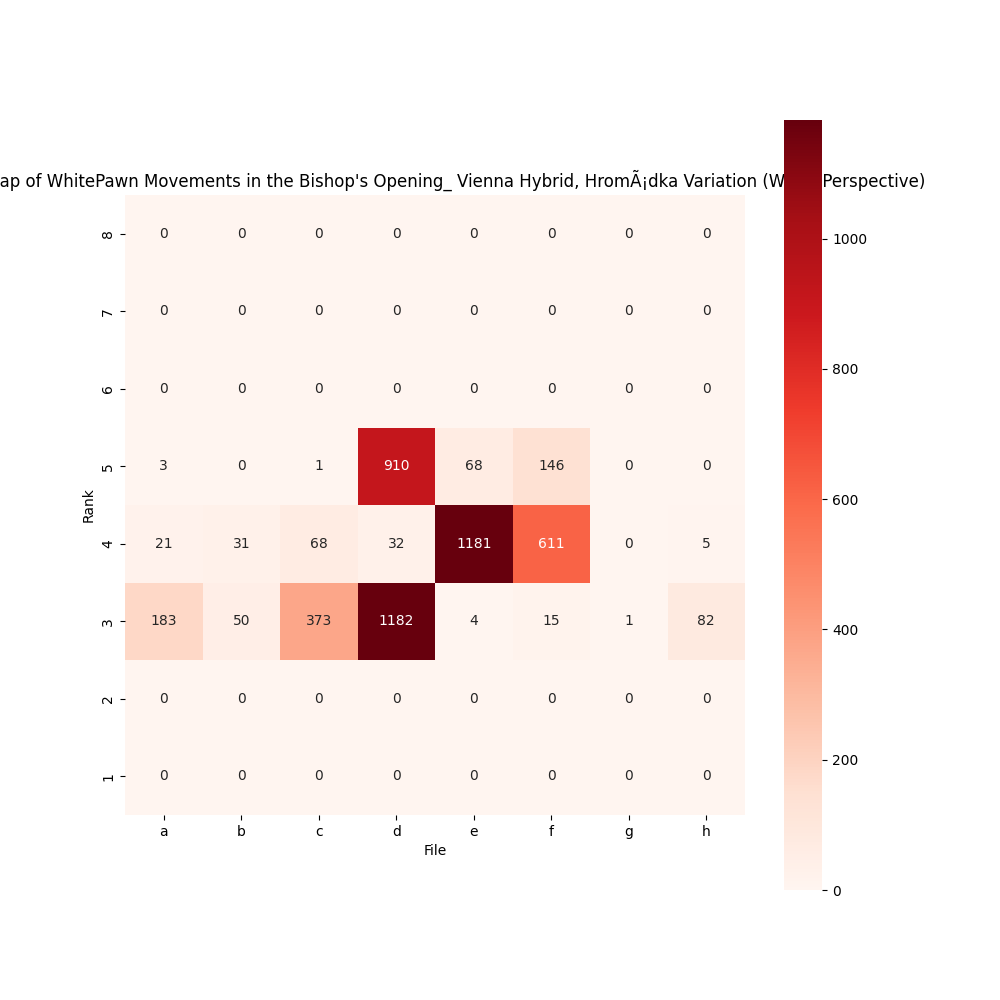 ap of WhitePawn Movements in the Bishop's Opening_ Vienna Hybrid, HromÃ¡dka Variation (W Perspective)
1000
8 0 0 0 0 0 0 0 0
7 0 0 0 0 0 0 0 0
800
6 0 0 0 0 0 0 0 0
5 3 0 1 910 68 146 0 0
600
Rank
4 21 31 68 32 1181 611 0 5
400
3 183 50 373 1182 4 15 1 82
2 0 0 0 0 0 0 0 0
200
1 0 0 0 0 0 0 0 0
a b c d e f g h
File
0